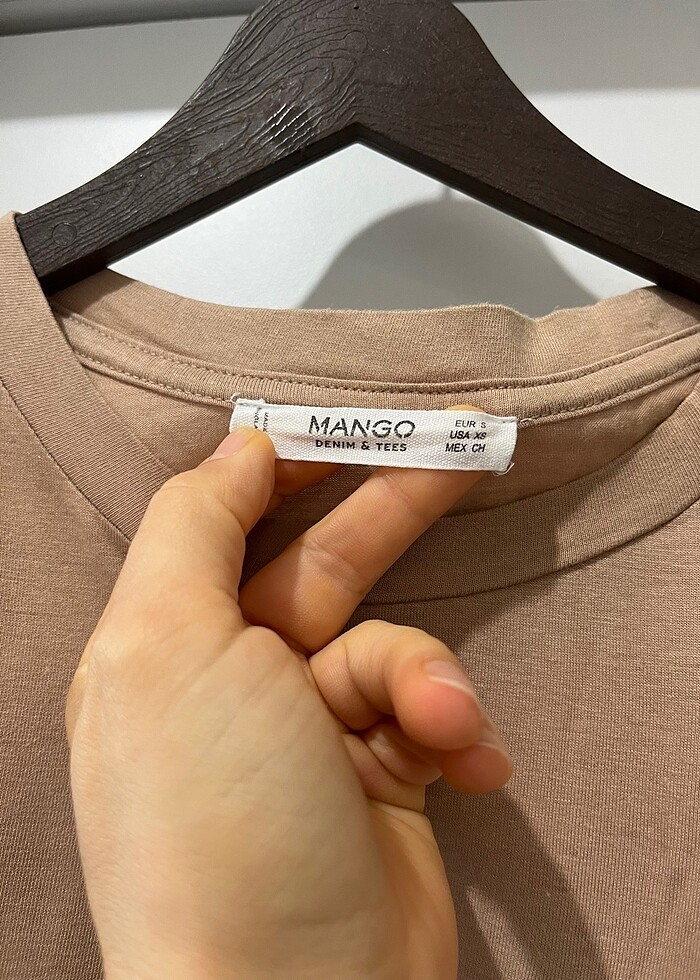 MANGO
DENIM & TEES
EUR S
USA XS
MEX CH